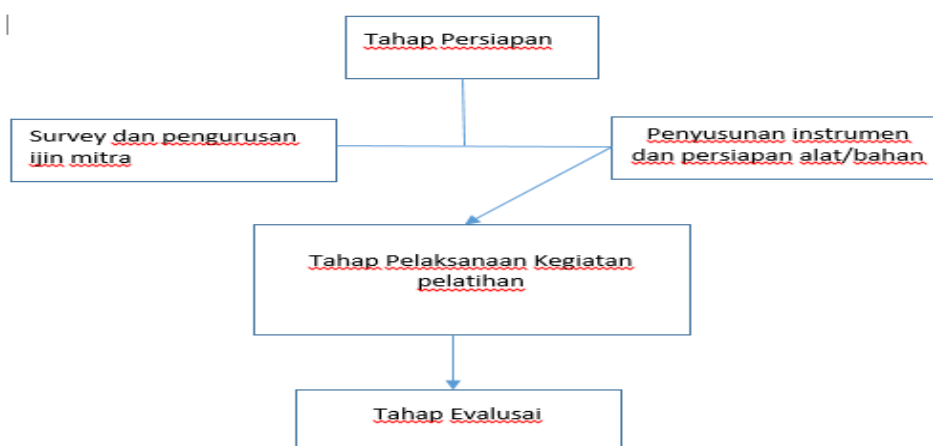 Tahap Persiapan
Survey dan pengurusan
ijin mitra
Penyusunan instrumen
dan persiapan alat/bahan
Tahap Pelaksanaan Kegiatan
pelatihan
Tahap Evalusai